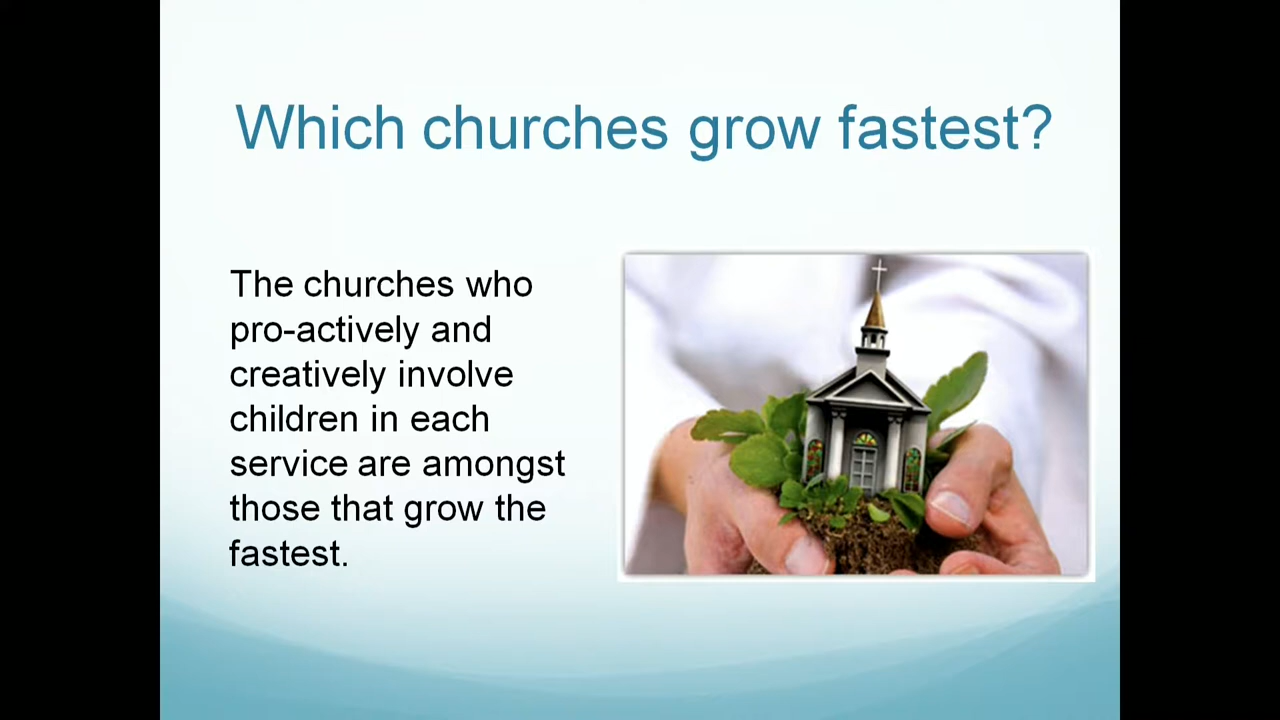 Which churches grow fastest?
The churches who
pro-actively and
creatively involve
children in each
service are amongst
those that grow the
fastest.